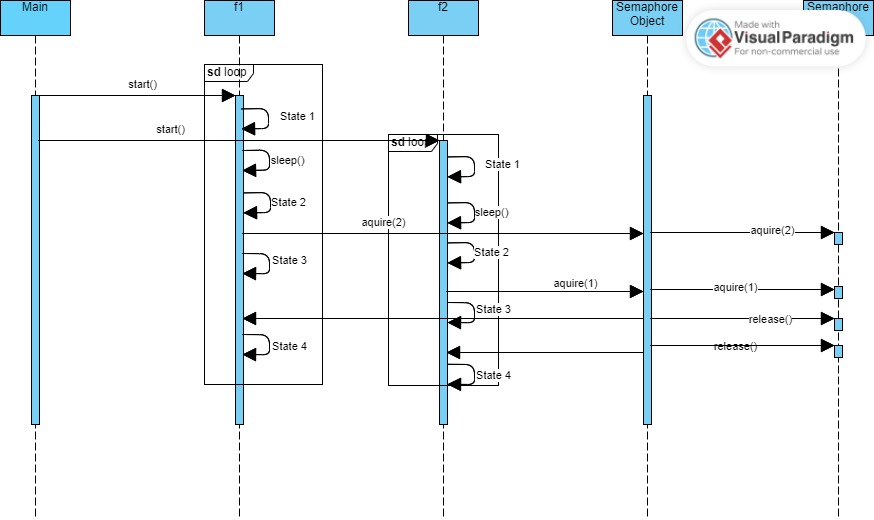 Main
f1
f2
Semaphore
Object
Semaphore
Made with
VisualParadigm
For non-commercial use
sd loop
start()
State 1
start()
sd loop
sleep()
State 1
State 2
sleep()
aquire(2)
aquire(2)
State 3
State 2
aquire(1)
aquire(1)
State 3
release()
State 4
release()
State 4